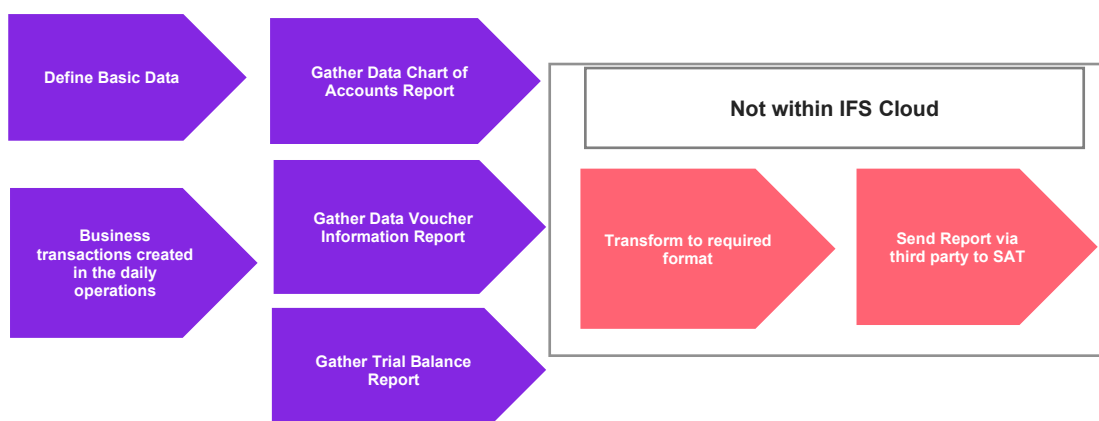 Define Basic Data
Gather Data Chart of
Accounts Report
Not within IFS Cloud
Business
transactions created
in the daily
operations
Gather Data Voucher
Information Report
Transform to required
format
Send Report via
third party to SAT
Gather Trial Balance
Report